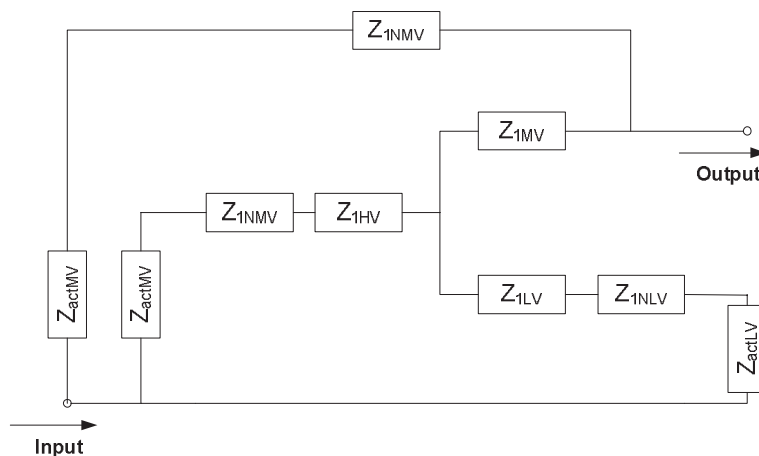 Z1NMV
Z1MV
Output
Z1NMV
Z1HV
ZactMV
ZactMV
Z1LV
Z1NLV
ZactLV
Input